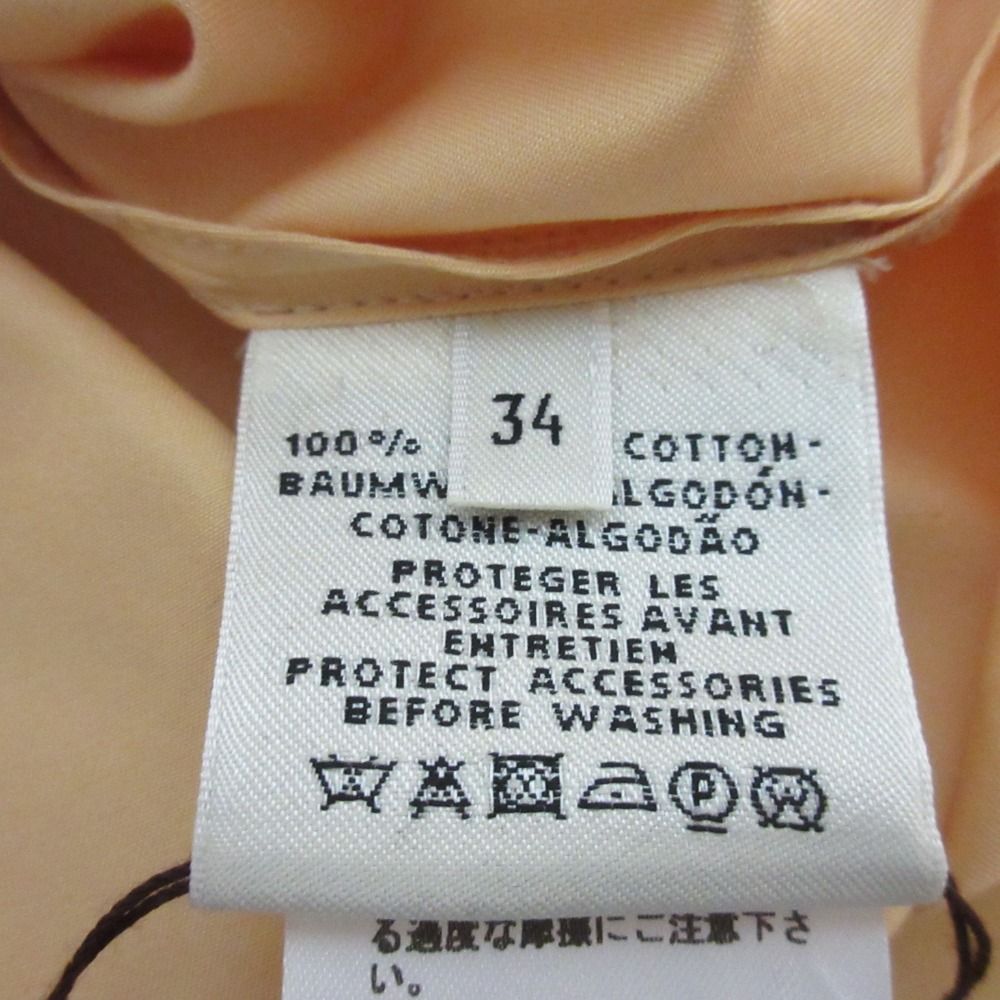 34
100% COTTON-
BAUMW LGODÓN-
COTONE-ALGODÃO
PROTEGER LES
ACCESSOIRES AVANT
ENTRETIEN
PROTECT ACCESSORIES
BEFORE WASHING
P W
る過度な摩擦にご注意下さ
い。